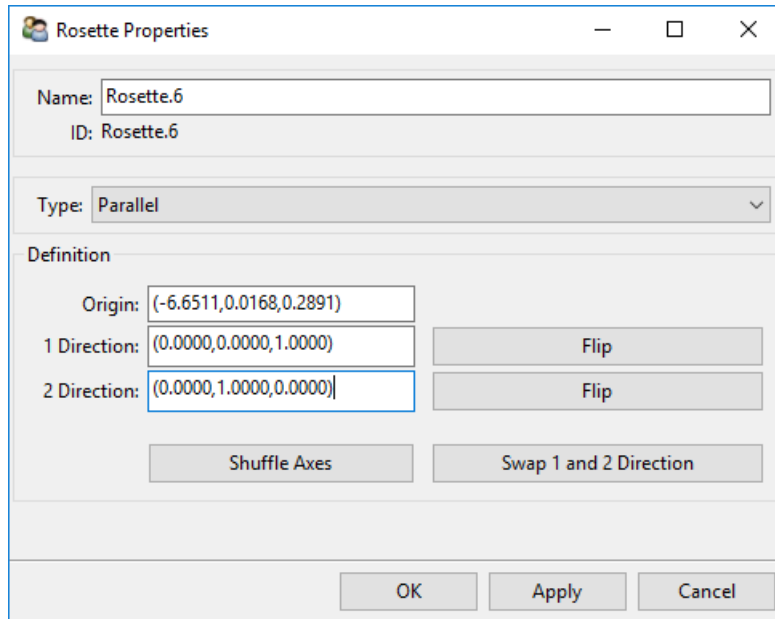 Rosette Properties
Name: Rosette.6
ID: Rosette.6
Type: Parallel
Definition
Origin: (-6.6511,0.0168,0.2891)
1 Direction: (0.0000,0.0000,1.0000) Flip
2 Direction: (0.0000,1.0000,0.0000) Flip
Shuffle Axes Swap 1 and 2 Direction
OK Apply Cancel